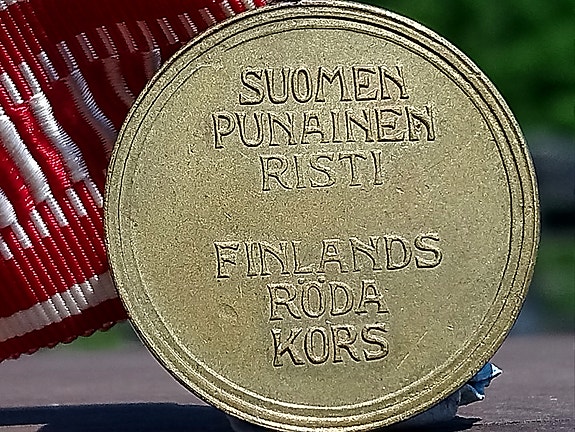 SUOMEN
PUNAINEN
RISTI
FINLANDS
RÖDA
KORS